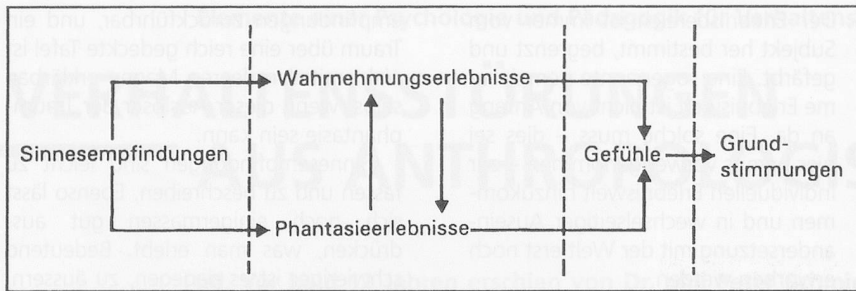 Wahrnehmungserlebnisse
Sinnesempfindungen
Gefühle
Grund-
stimmungen
Phantasieerlebnisse